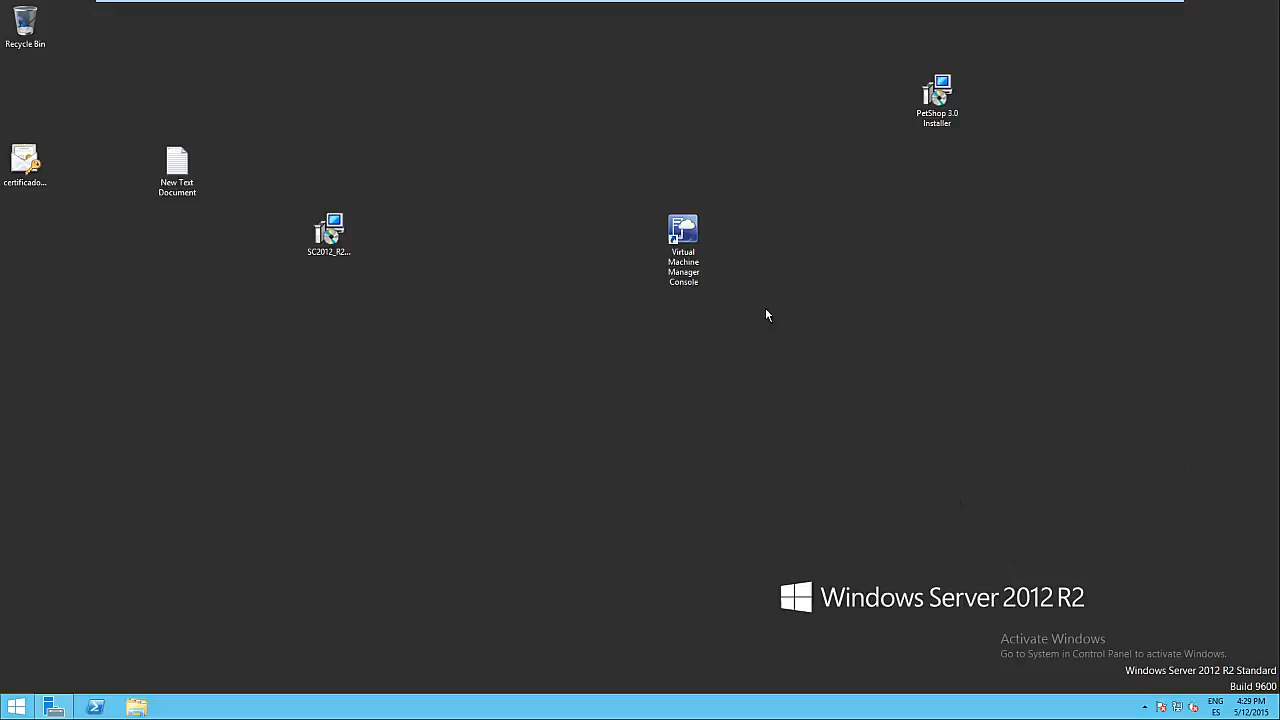 Recycle Bin
PetShop 3.0
Installer
certificado...
New Text
Document
SC2012_R2...
Virtual
Machine
Manager
Console
Windows Server 2012 R2
Activate Windows
Go to System in Control Panel to activate Windows.
Windows Server 2012 R2 Standard
Build 9600
ENG
ES
4:29 PM
5/12/2015